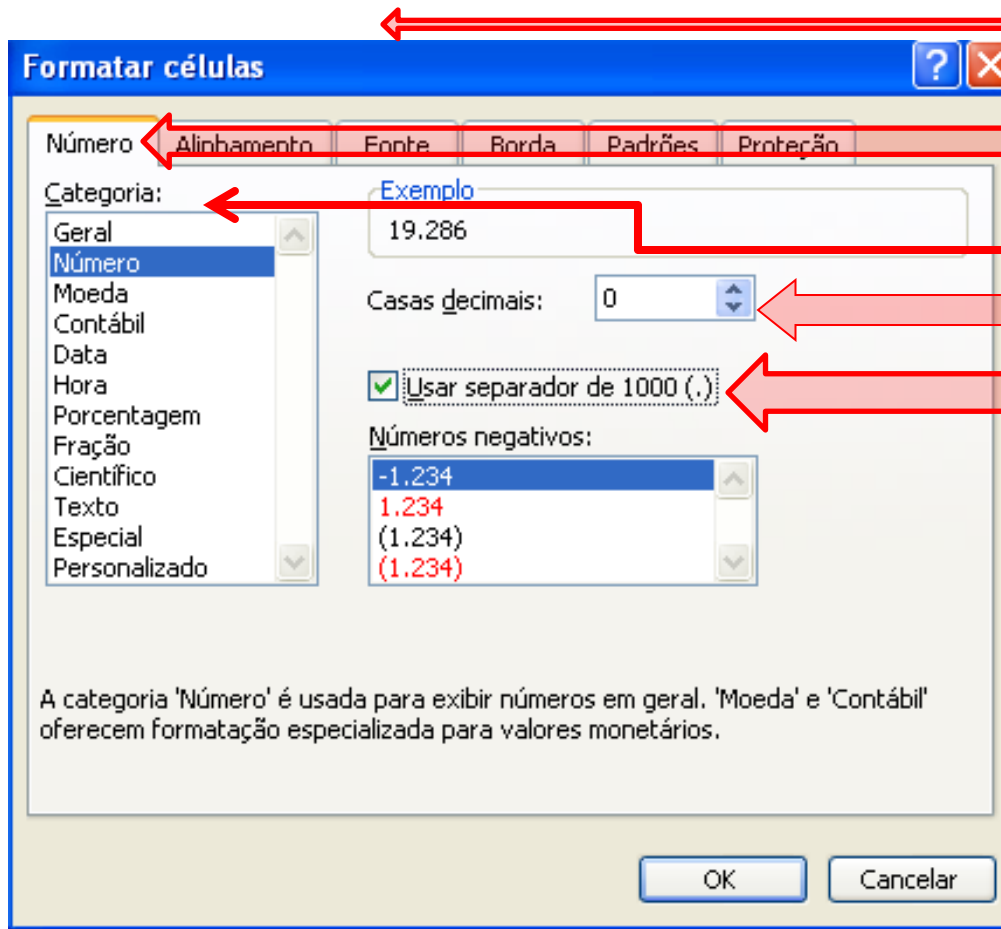 Formatar células
Número Alinhamento Fonte Borda Padrões Proteção
Categoria:
Geral
Número
Moeda
Contábil
Data
Hora
Porcentagem
Fração
Científico
Texto
Especial
Personalizado
Exemplo
19.286
Casas decimais: 0
Usar separador de 1000 (.)
Números negativos:
-1.234
1.234
(1.234)
(1.234)
A categoria 'Número' é usada para exibir números em geral. 'Moeda' e 'Contábil'
oferecem formatação especializada para valores monetários.
OK Cancelar